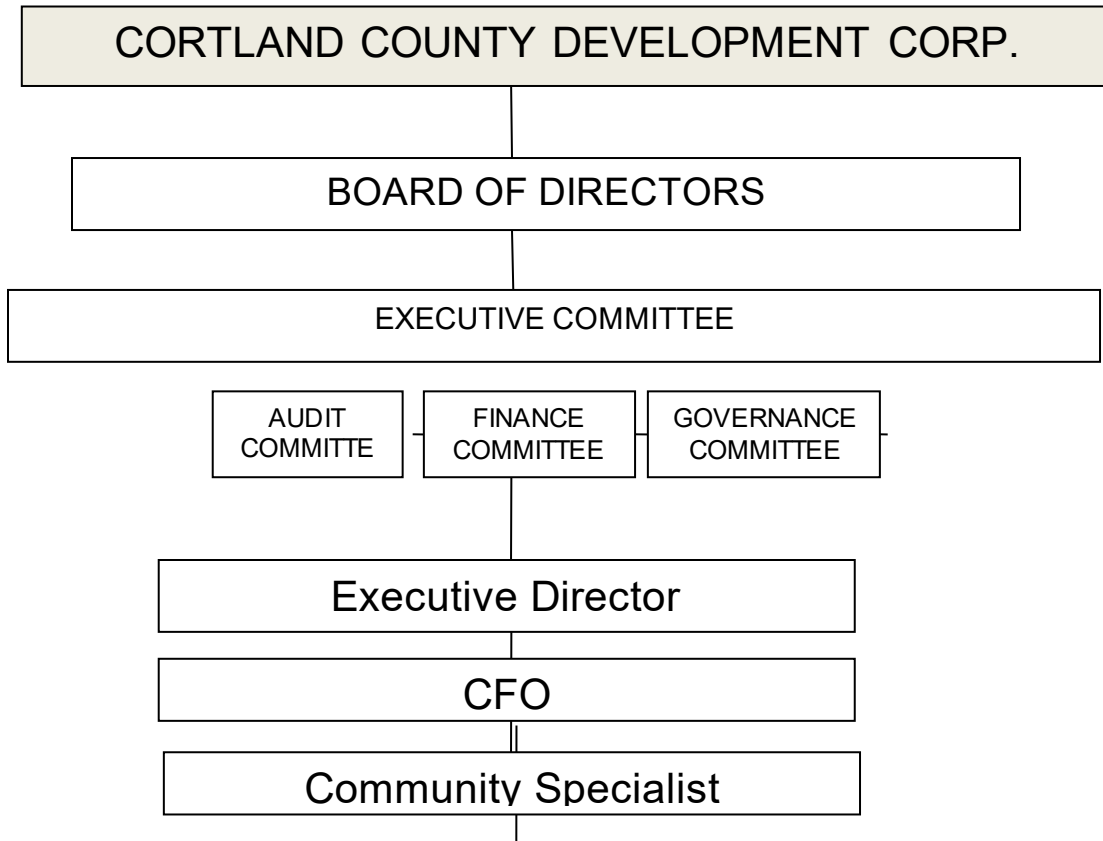 CORTLAND COUNTY DEVELOPMENT CORP.
BOARD OF DIRECTORS
EXECUTIVE COMMITTEE
AUDIT
COMMITTE
FINANCE
COMMITTEE
GOVERNANCE
COMMITTEE
Executive Director
CFO
Community Specialist